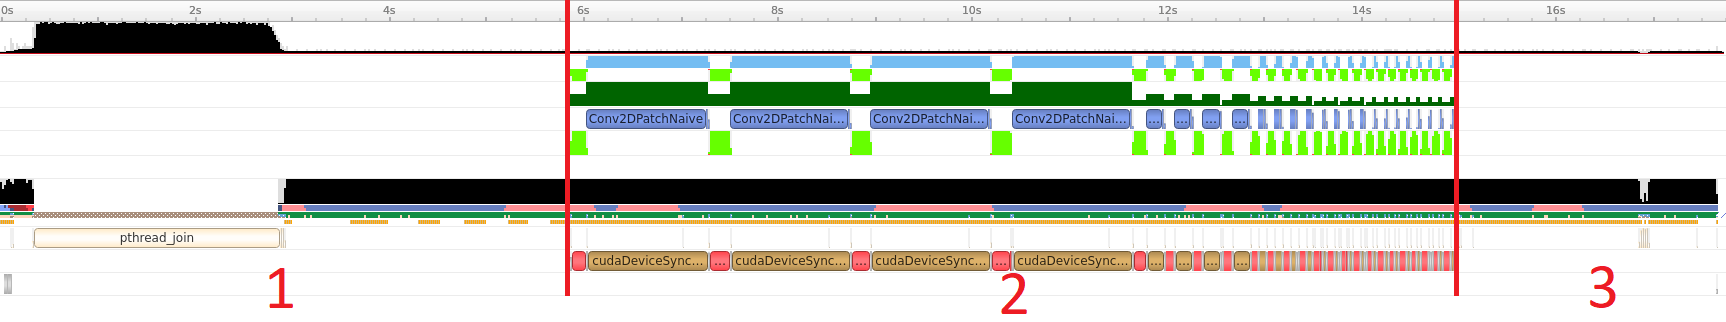 0s 2s 4s 6s 8s 10s 12s 14s 16s
Conv2DPatchNaive Conv2DPatchNai... Conv2DPatchNai... Conv2DPatchNai... ... ... ... ...
pthread_join
cudaDeviceSync... ... cudaDeviceSync... ... cudaDeviceSync... ... cudaDeviceSync... ... ... ... ...
1 2 3